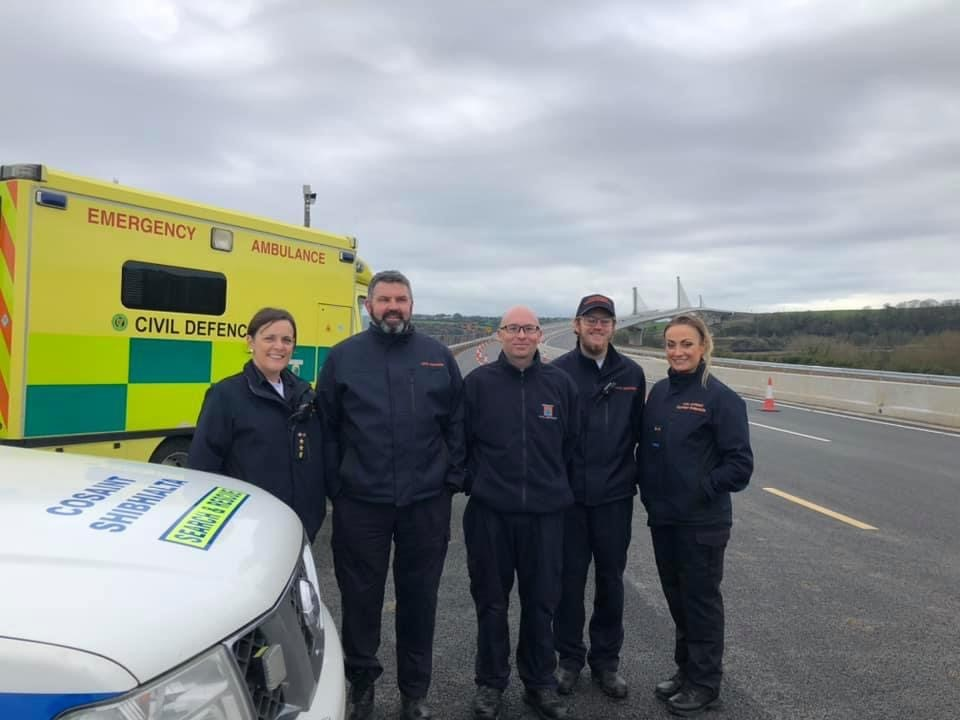 EMERGENCY AMBULANCE
CIVIL DEFENCE
COSAINT
SHIBHIALTA
SEARCH & RESCUE